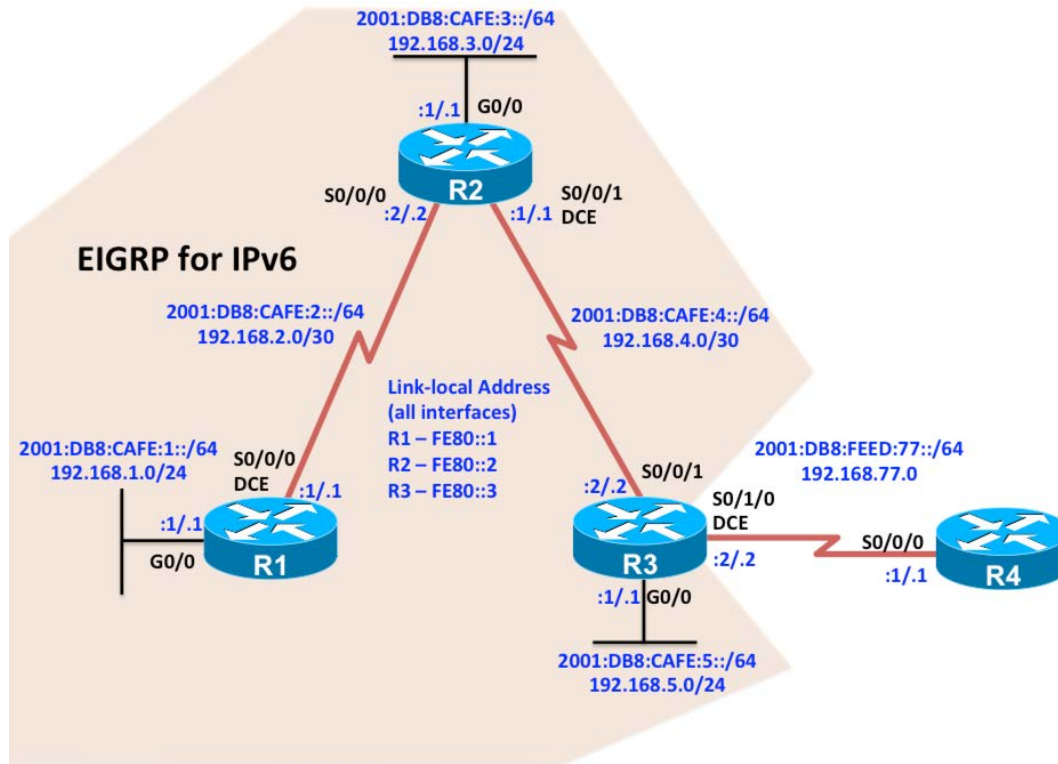 2001:DB8:CAFE:3::/64
192.168.3.0/24
:1/.1
G0/0
R2
S0/0/0
S0/0/1
:2/.2
:1/.1
DCE
EIGRP for IPv6
2001:DB8:CAFE:2::/64
192.168.2.0/30
2001:DB8:CAFE:4::/64
192.168.4.0/30
Link-local Address
(all interfaces)
R1 – FE80::1
R2 – FE80::2
R3 – FE80::3
2001:DB8:CAFE:1::/64
192.168.1.0/24
S0/0/0
DCE
:1/.1
:1/.1
G0/0
R1
2001:DB8:FEED:77::/64
192.168.77.0
S0/0/1
:2/.2
S0/1/0
DCE
:2/.2
R3
S0/0/0
:1/.1
R4
:1/.1
G0/0
2001:DB8:CAFE:5::/64
192.168.5.0/24